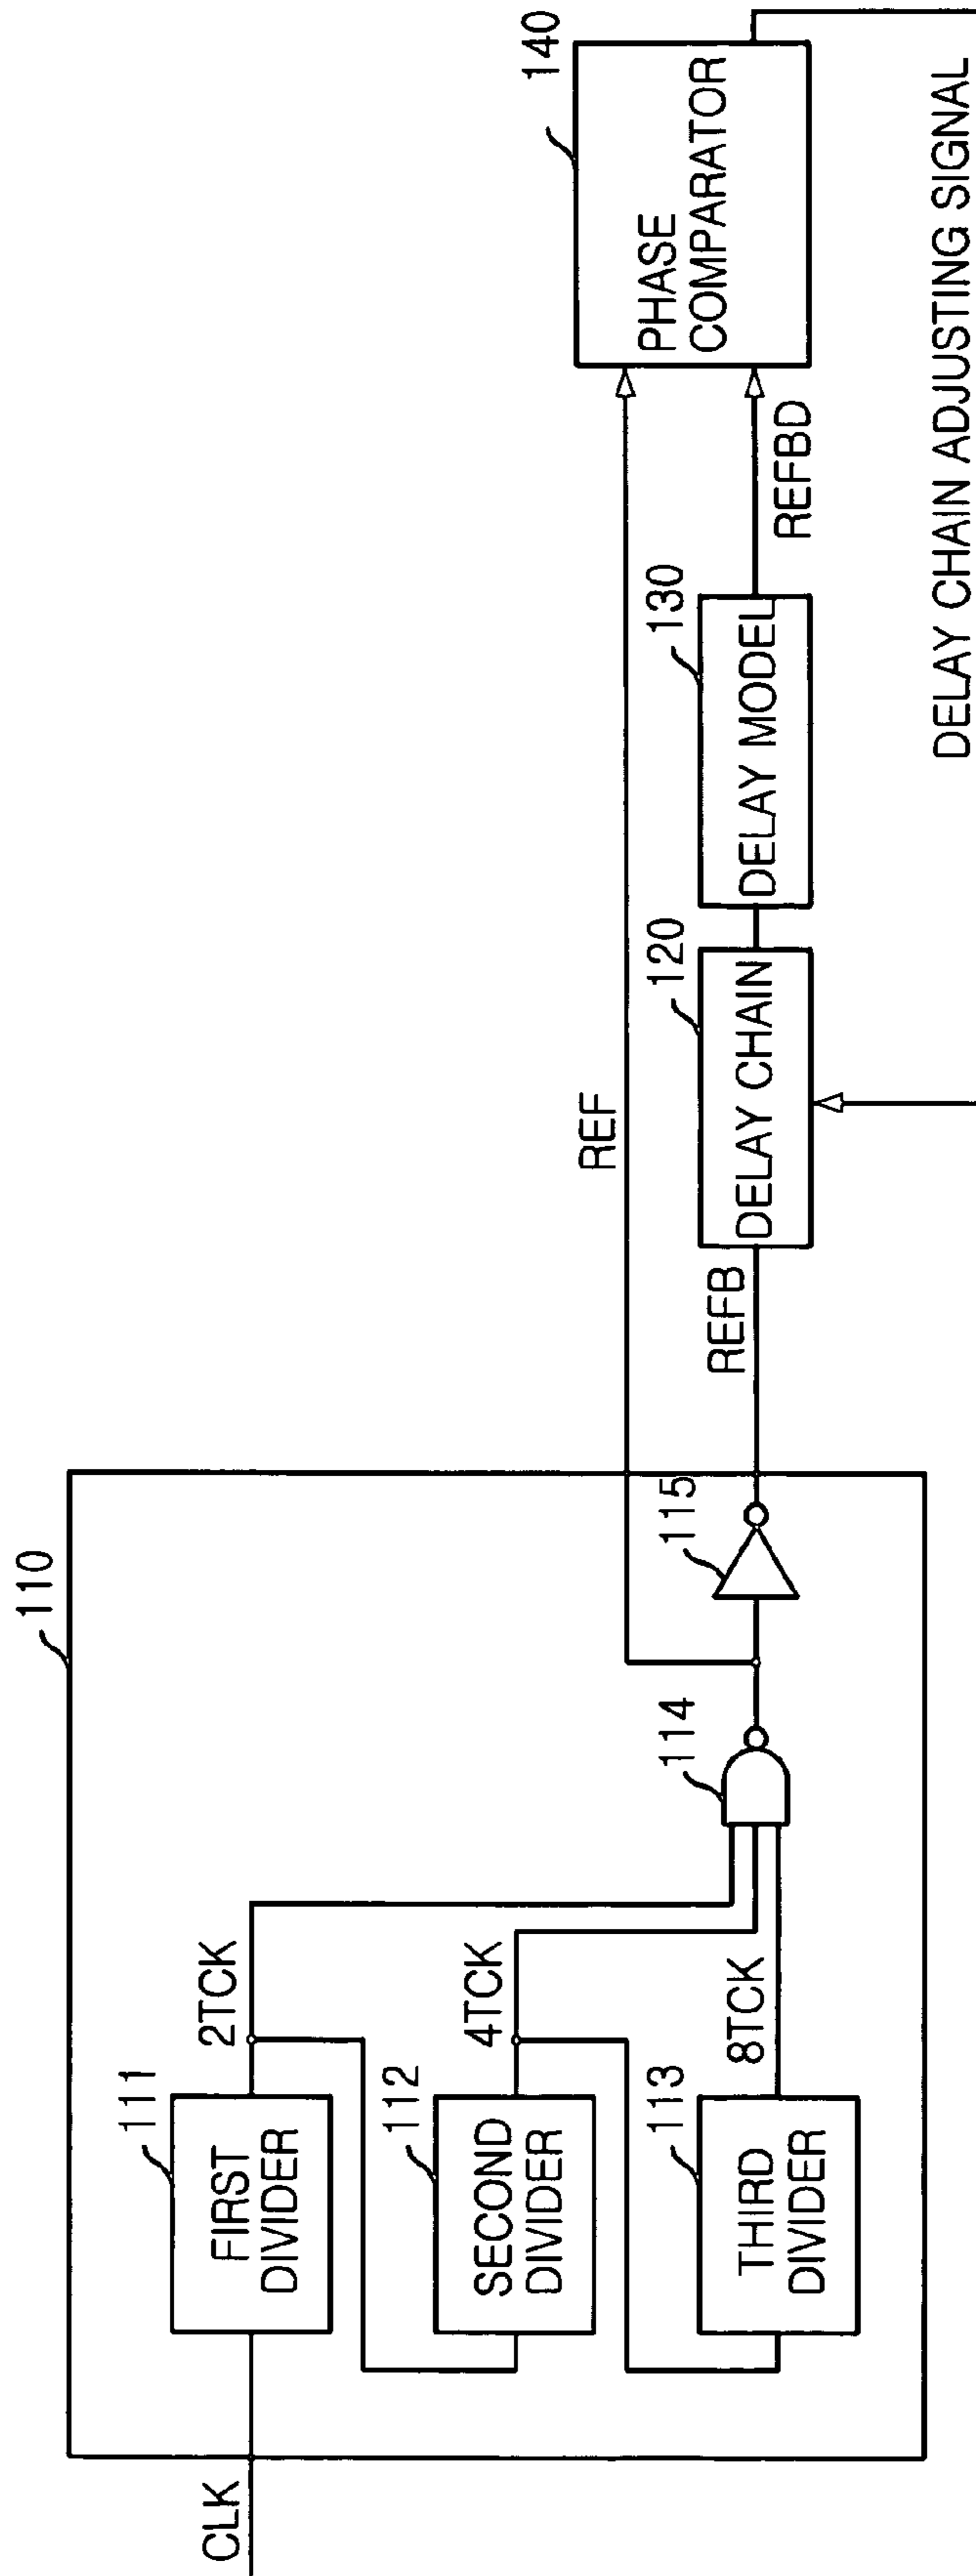 CLK
110
111
FIRST
DIVIDER
2TCK
112
SECOND
DIVIDER
4TCK
113
THIRD
DIVIDER
8TCK
114
115
REF
REFB
120
DELAY CHAIN
130
DELAY MODEL
REFBD
140
PHASE
COMPARATOR
DELAY CHAIN ADJUSTING SIGNAL